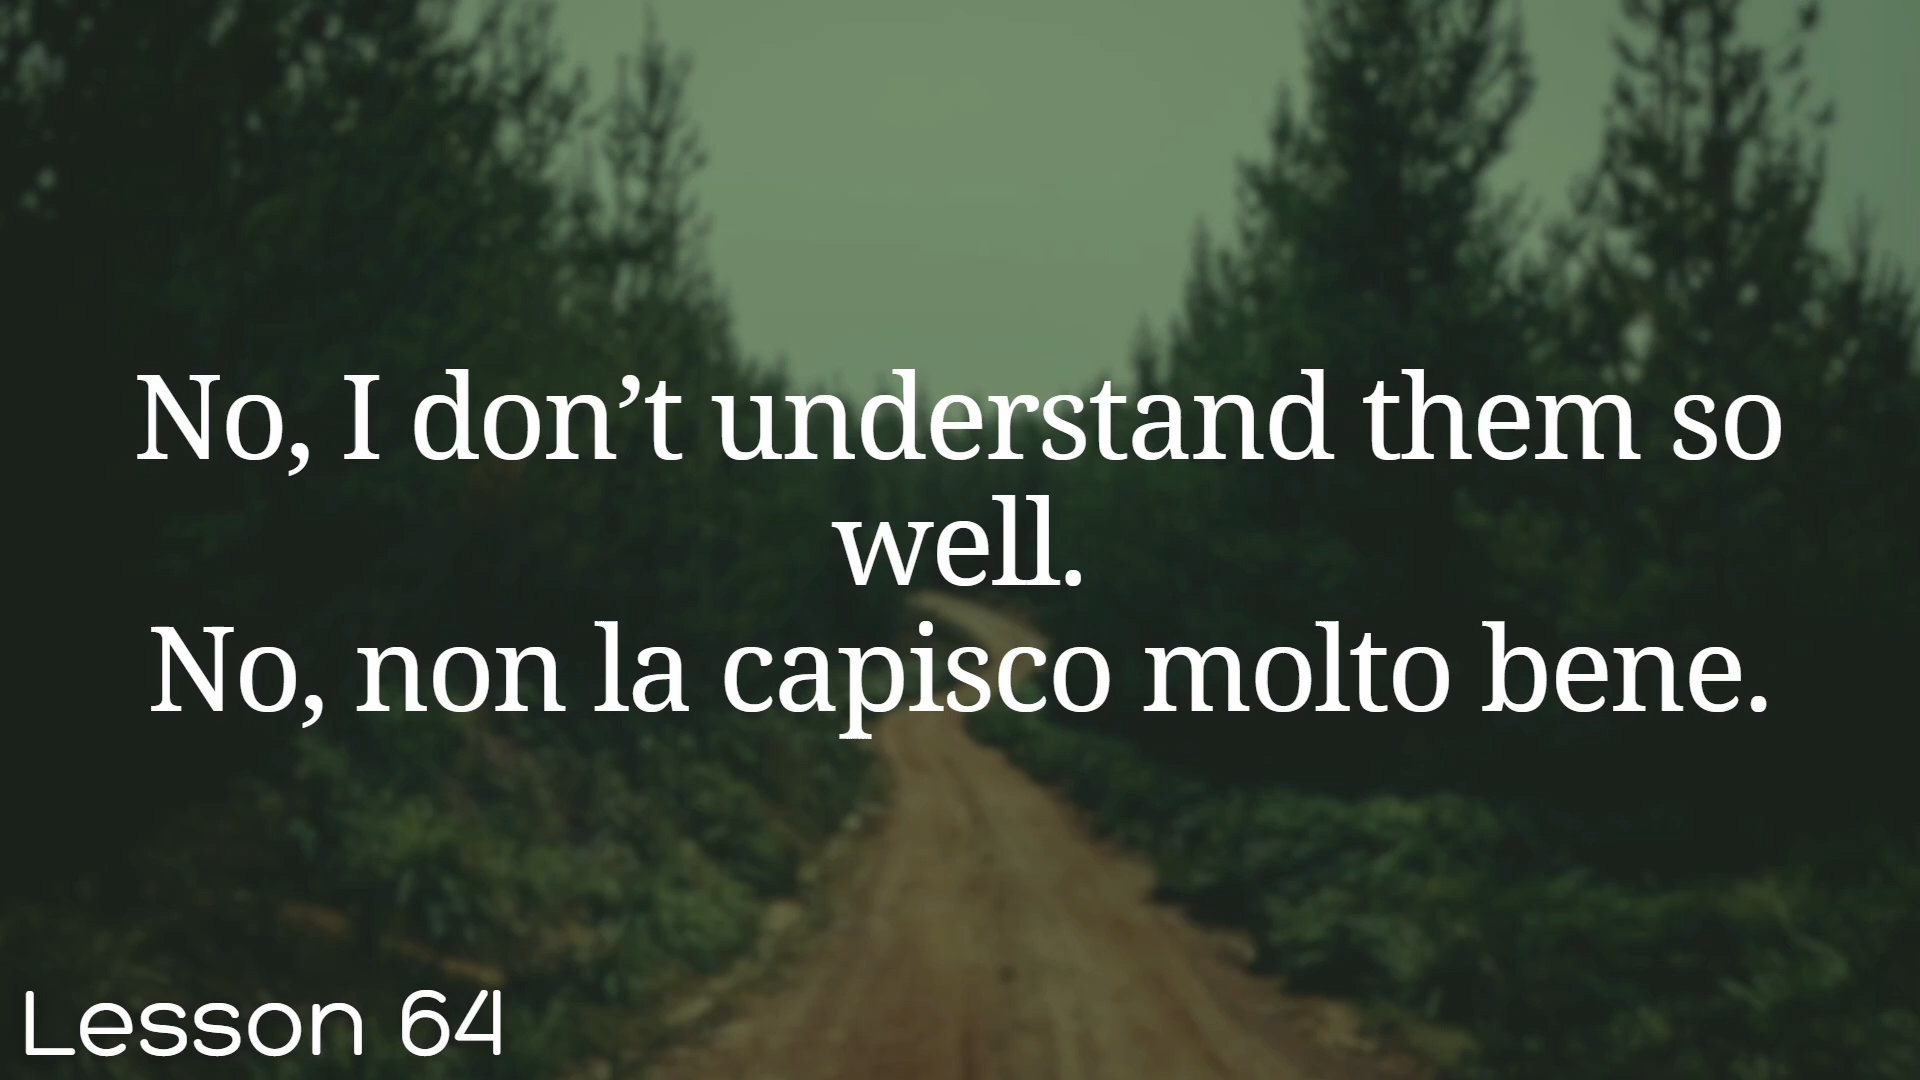 No, I don’t understand them so
well.
No, non la capisco molto bene.
Lesson 64